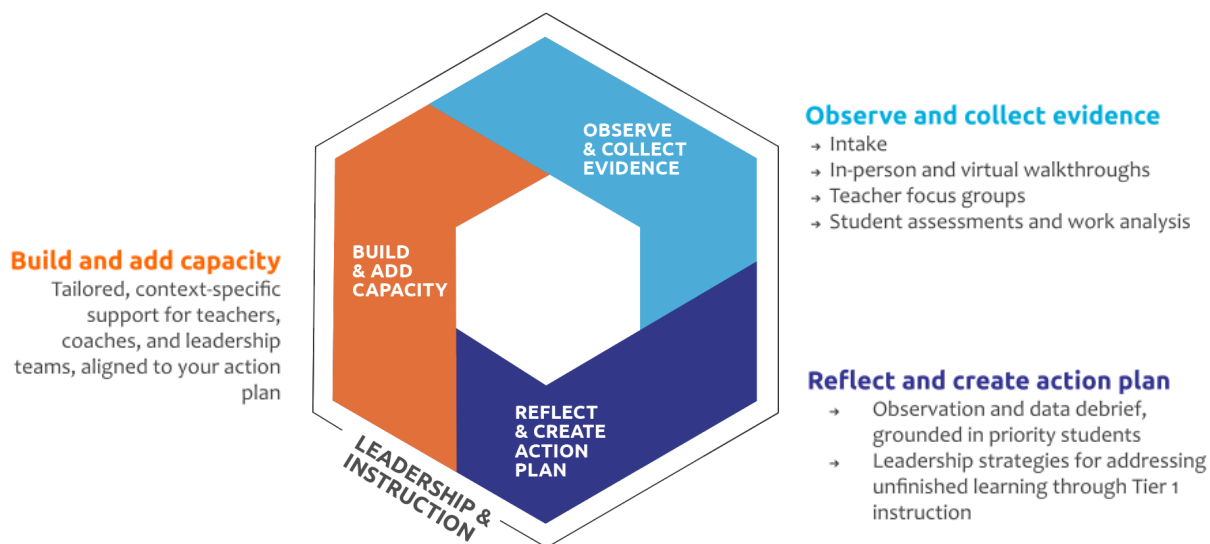 OBSERVE
& COLLECT
EVIDENCE
BUILD
& ADD
CAPACITY
REFLECT
& CREATE
ACTION
PLAN
LEADERSHIP &
INSTRUCTION
Observe and collect evidence
→ Intake
→ In-person and virtual walkthroughs
→ Teacher focus groups
→ Student assessments and work analysis
Build and add capacity
Tailored, context-specific
support for teachers,
coaches, and leadership
teams, aligned to your action
plan
Reflect and create action plan
→ Observation and data debrief,
grounded in priority students
→ Leadership strategies for addressing
unfinished learning through Tier 1
instruction